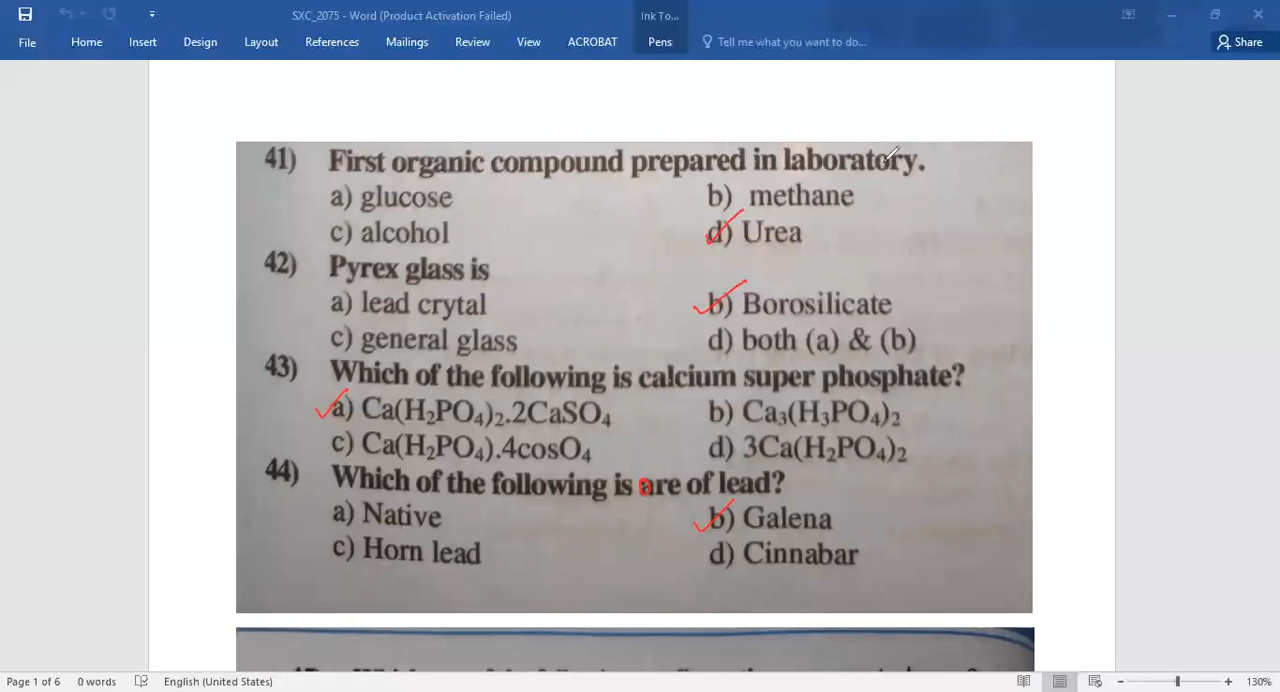 SXC_2075 - Word (Product Activation Failed)
Ink To...
File Home Insert Design Layout References Mailings Review View ACROBAT Pens Tell me what you want to do... Share
41) First organic compound prepared in laboratory.
a) glucose b) methane
c) alcohol d) Urea
42) Pyrex glass is
a) lead crytal b) Borosilicate
c) general glass d) both (a) & (b)
43) Which of the following is calcium super phosphate?
a) Ca(H₂PO₄)₂.2CaSO₄ b) Ca₃(H₃PO₄)₂
c) Ca(H₂PO₄).4cosO₄ d) 3Ca(H₂PO₄)₂
44) Which of the following is are of lead?
a) Native b) Galena
c) Horn lead d) Cinnabar
Page 1 of 6 0 words English (United States) 130%